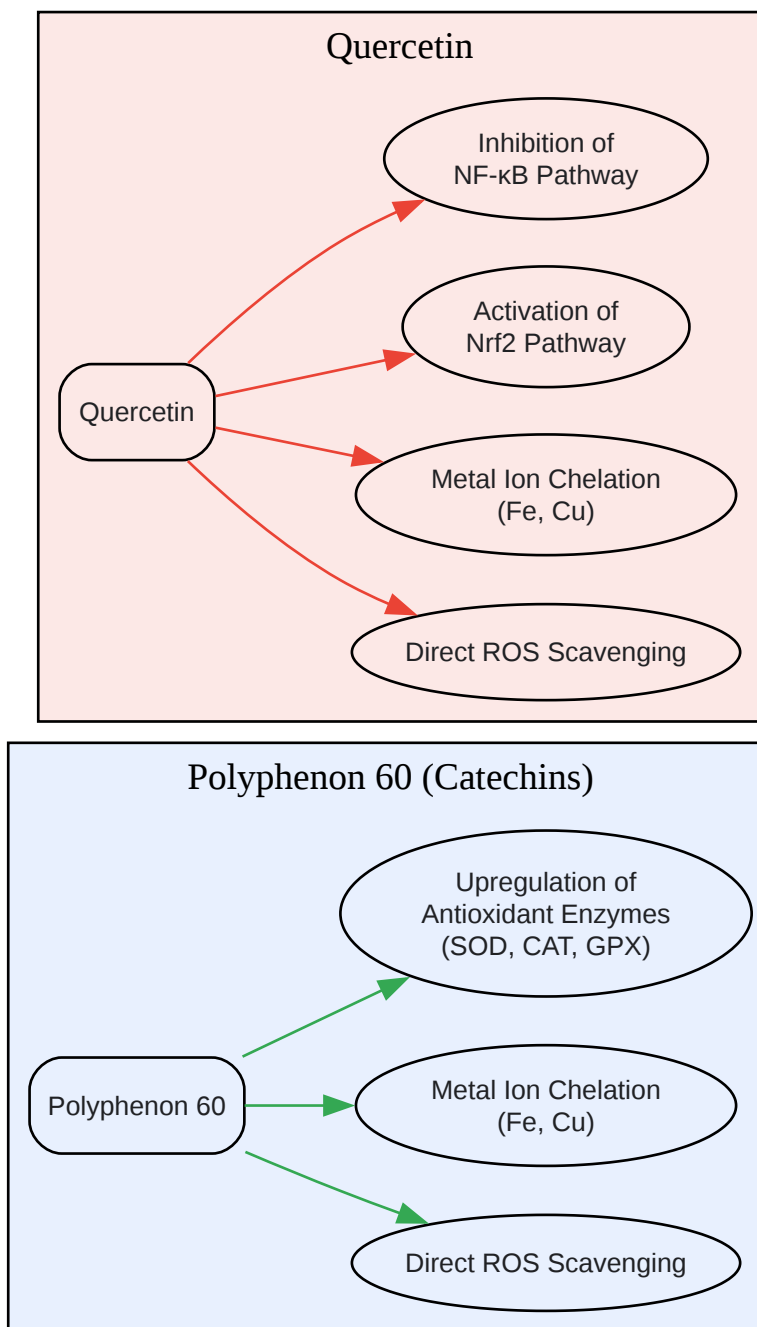 Quercetin
Inhibition of
NF-κB Pathway
Activation of
Nrf2 Pathway
Quercetin
Metal Ion Chelation
(Fe, Cu)
Direct ROS Scavenging
Polyphenon 60 (Catechins)
Upregulation of
Antioxidant Enzymes
(SOD, CAT, GPX)
Polyphenon 60
Metal Ion Chelation
(Fe, Cu)
Direct ROS Scavenging